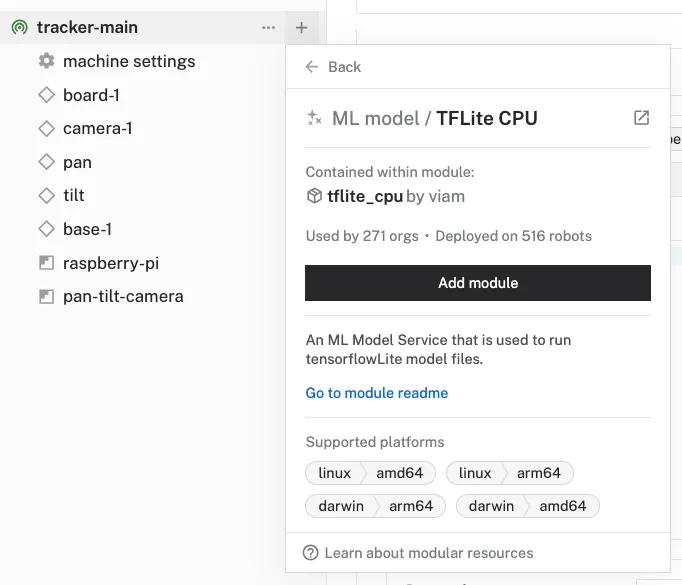 tracker-main
machine settings
board-1
camera-1
pan
tilt
base-1
raspberry-pi
pan-tilt-camera
Back
ML model / TFLite CPU
Contained within module:
tflite_cpu by viam
Used by 271 orgs • Deployed on 516 robots
Add module
An ML Model Service that is used to run
tensorflowLite model files.
Go to module readme
Supported platforms
linux amd64 linux arm64
darwin arm64 darwin amd64
Learn about modular resources